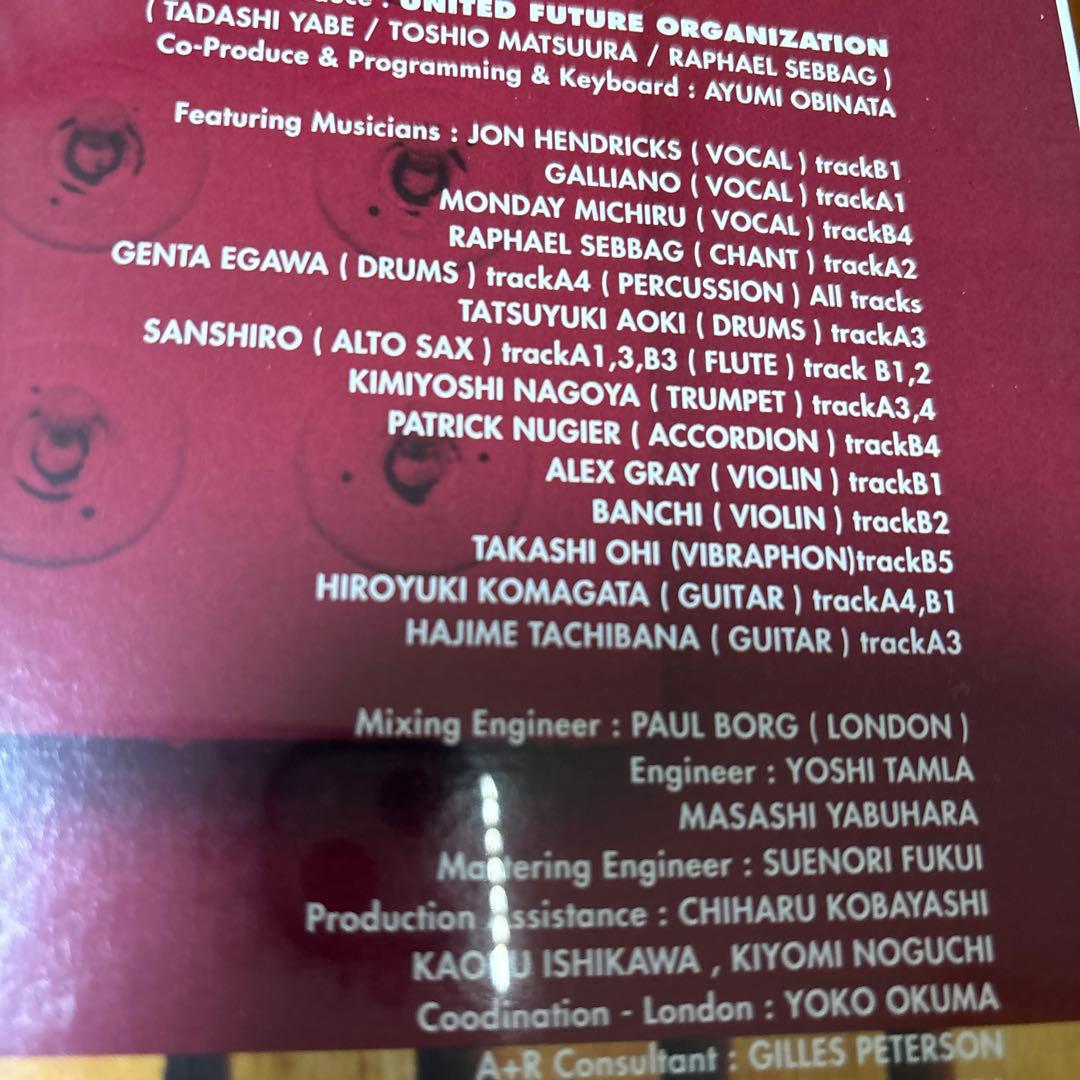 : UNITED FUTURE ORGANIZATION
( TADASHI YABE / TOSHIO MATSUURA / RAPHAEL SEBBAG )
Co-Produce & Programming & Keyboard : AYUMI OBINATA
Featuring Musicians : JON HENDRICKS ( VOCAL ) trackB1
GALLIANO ( VOCAL ) trackA1
MONDAY MICHIRU ( VOCAL ) trackB4
RAPHAEL SEBBAG ( CHANT ) trackA2
GENTA EGAWA ( DRUMS ) trackA4 ( PERCUSSION ) All tracks
TATSUYUKI AOKI ( DRUMS ) trackA3
SANSHIRO ( ALTO SAX ) trackA1,3,B3 ( FLUTE ) track B1,2
KIMIYOSHI NAGOYA ( TRUMPET ) trackA3,4
PATRICK NUGIER ( ACCORDION ) trackB4
ALEX GRAY ( VIOLIN ) trackB1
BANCHI ( VIOLIN ) trackB2
TAKASHI OHI (VIBRAPHON)trackB5
HIROYUKI KOMAGATA ( GUITAR ) trackA4,B1
HAJIME TACHIBANA ( GUITAR ) trackA3
Mixing Engineer : PAUL BORG ( LONDON )
Engineer : YOSHI TAMLA
MASASHI YABUHARA
Mastering Engineer : SUENORI FUKUI
Production Assistance : CHIHARU KOBAYASHI
KAORU ISHIKAWA , KIYOMI NOGUCHI
Coodination - London : YOKO OKUMA
A+R Consultant : GILLES PETERSON